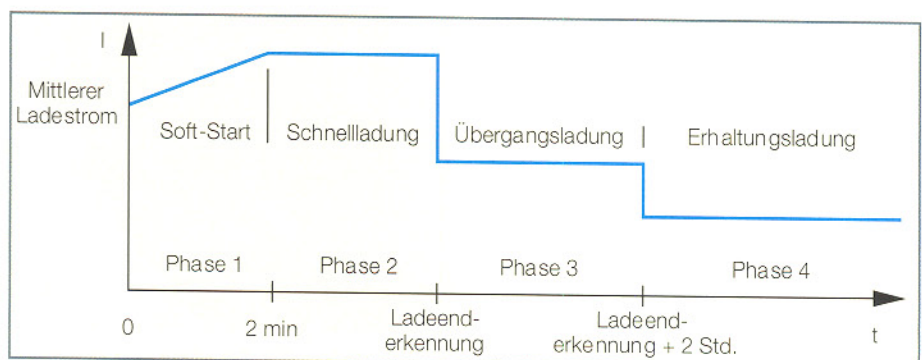 I
Mittlerer
Ladestrom
Soft-Start
Schnellladung
Übergangsladung
Erhaltungsladung
Phase 1
Phase 2
Phase 3
Phase 4
0
2 min
Ladeend-
erkennung
Ladeend-
erkennung + 2 Std.
t